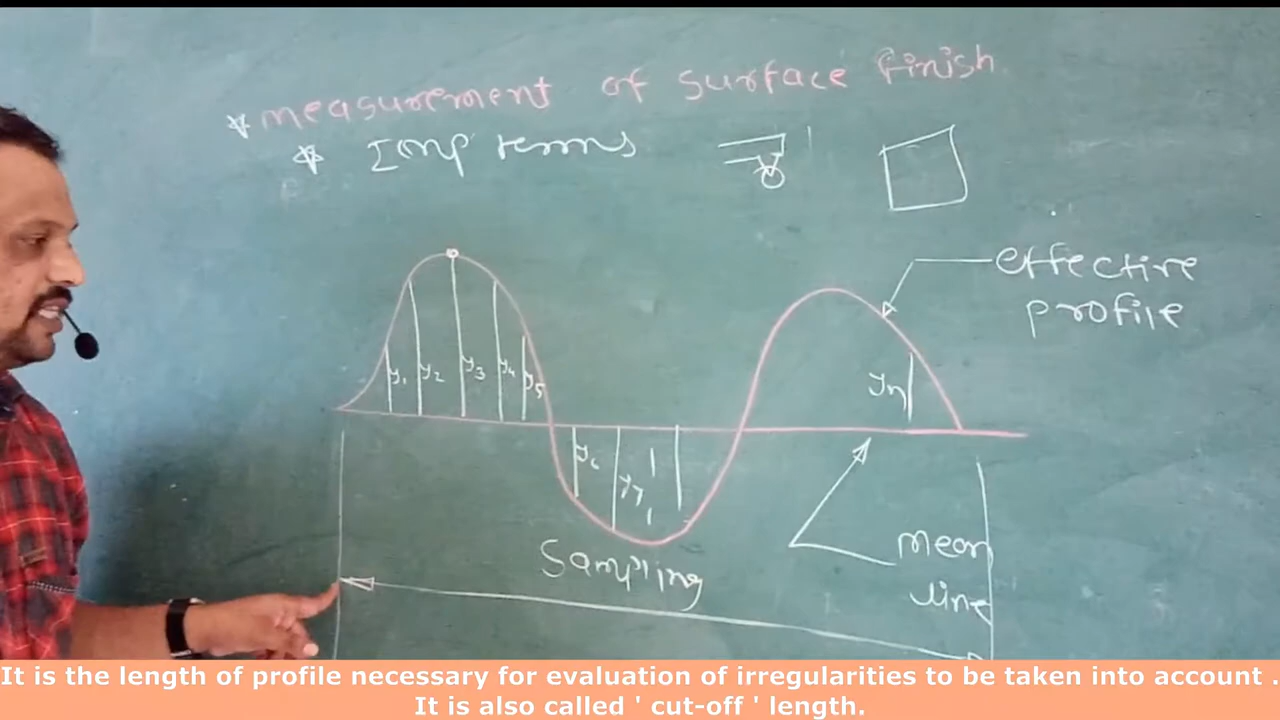 * measurement of surface finish
* Imp terms
effective
profile
y1 y2 y3 y4 y5
yn
y6
y7
Sampling
mean
line
It is the length of profile necessary for evaluation of irregularities to be taken into account .
It is also called ' cut-off ' length.